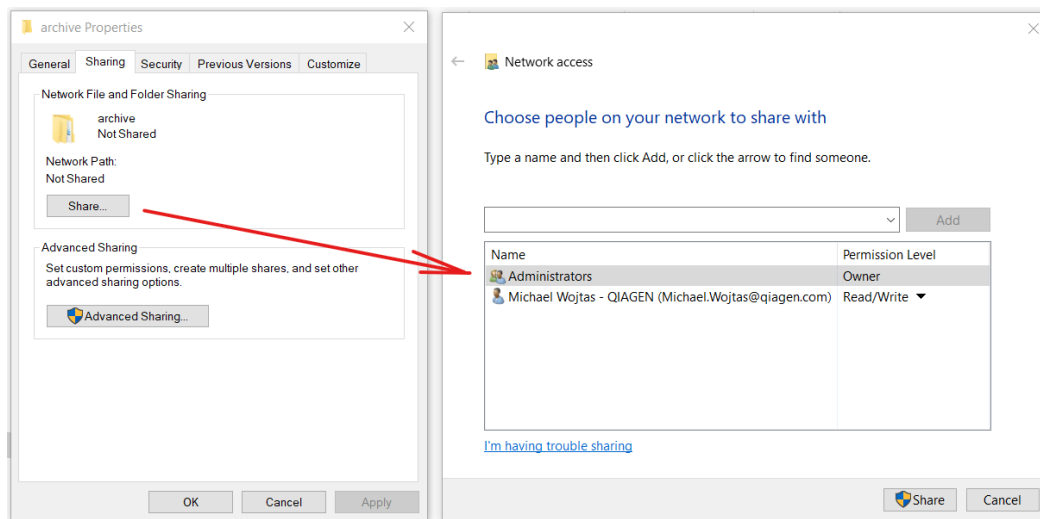 archive Properties
General Sharing Security Previous Versions Customize
Network File and Folder Sharing
archive
Not Shared
Network Path:
Not Shared
Share...
Advanced Sharing
Set custom permissions, create multiple shares, and set other
advanced sharing options.
Advanced Sharing...
OK Cancel Apply
Network access
Choose people on your network to share with
Type a name and then click Add, or click the arrow to find someone.
Add
Name Permission Level
Administrators Owner
Michael Wojtas - QIAGEN (Michael.Wojtas@qiagen.com) Read/Write
I'm having trouble sharing
Share Cancel